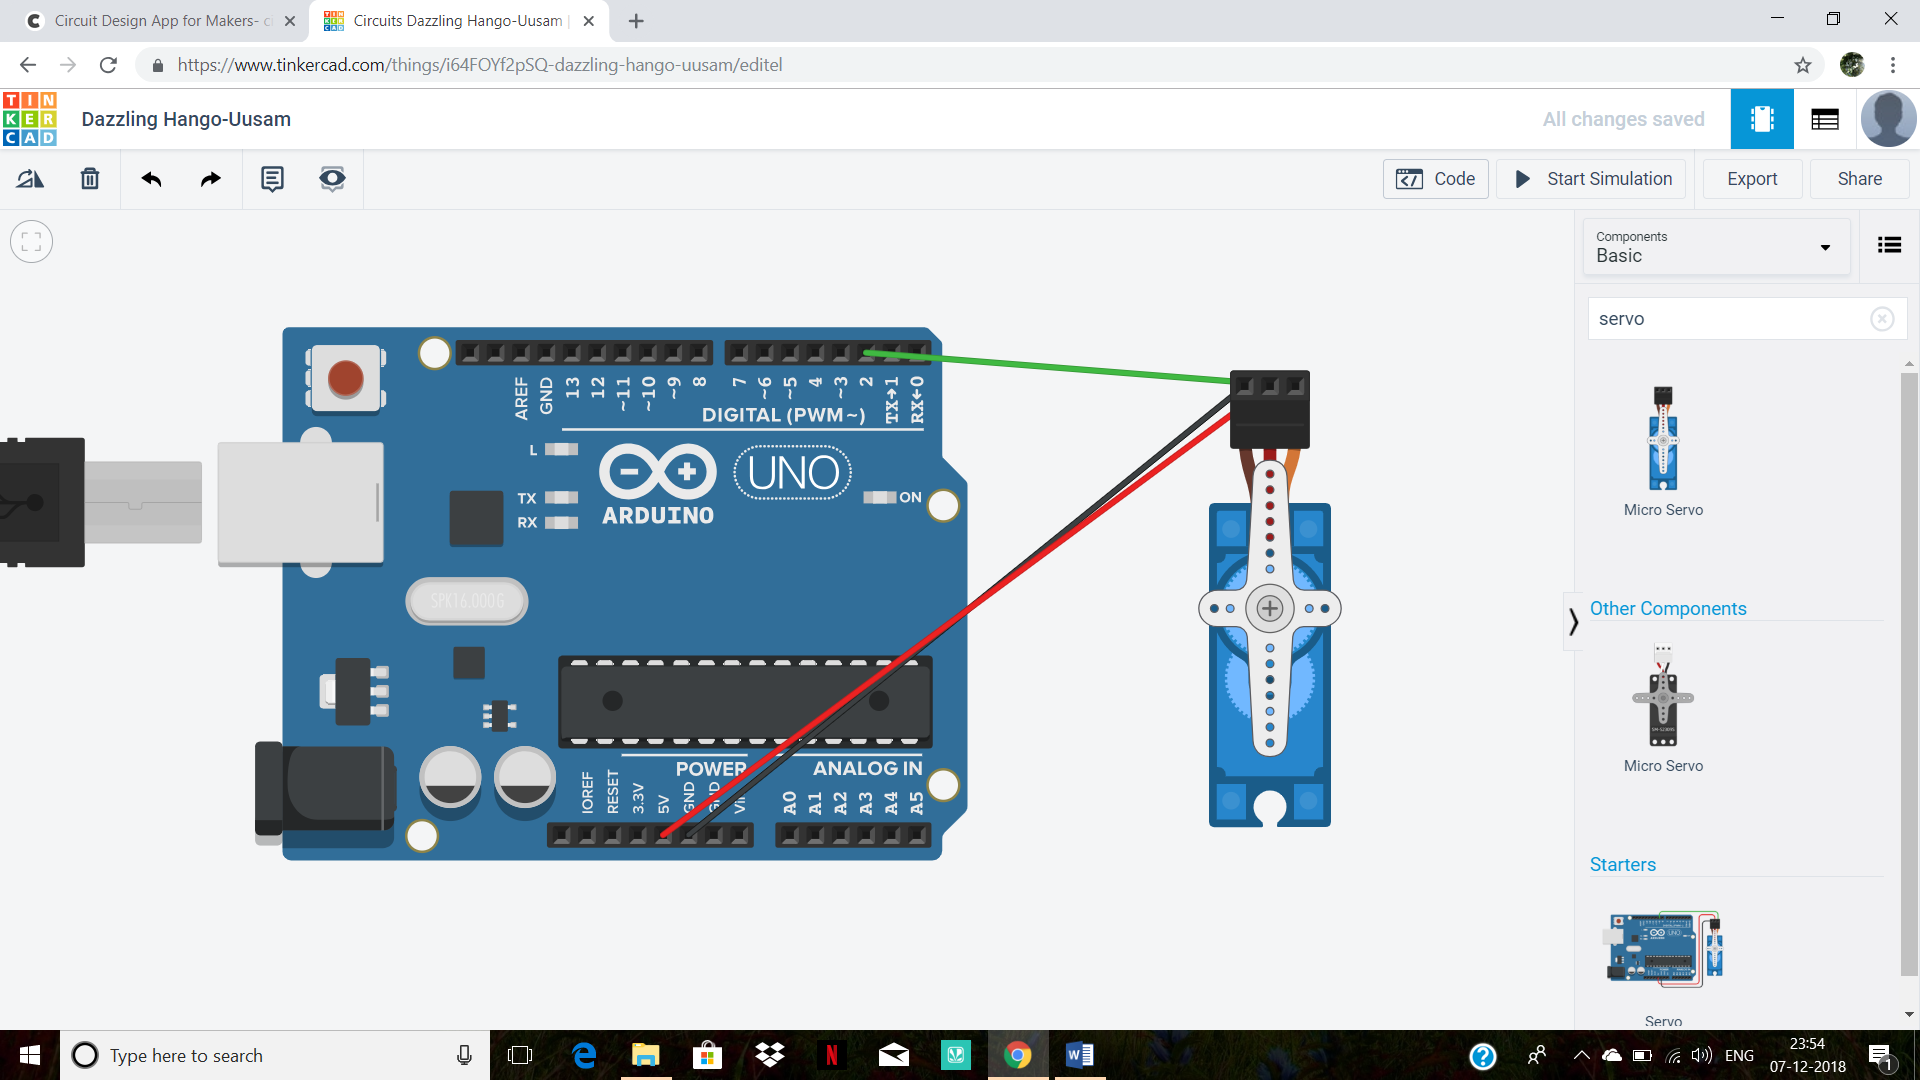 Circuit Design App for Makers- c
Circuits Dazzling Hango-Uusam |
https://www.tinkercad.com/things/i64FOYf2pSQ-dazzling-hango-uusam/editel
TIN
KER
CAD
Dazzling Hango-Uusam
All changes saved
Code
Start Simulation
Export
Share
Components
Basic
servo
AREF
GND
13
12
~11
~10
~9
8
7
~6
~5
4
~3
2
TX→1
RX←0
DIGITAL (PWM~)
L
TX
RX
UNO
ARDUINO
ON
SPK16.000G
POWER
ANALOG IN
IOREF
RESET
3.3V
5V
GND
GND
A0
A1
A2
A3
A4
A5
Micro Servo
Other Components
Micro Servo
Starters
Servo
Type here to search
ENG
23:54
07-12-2018
1